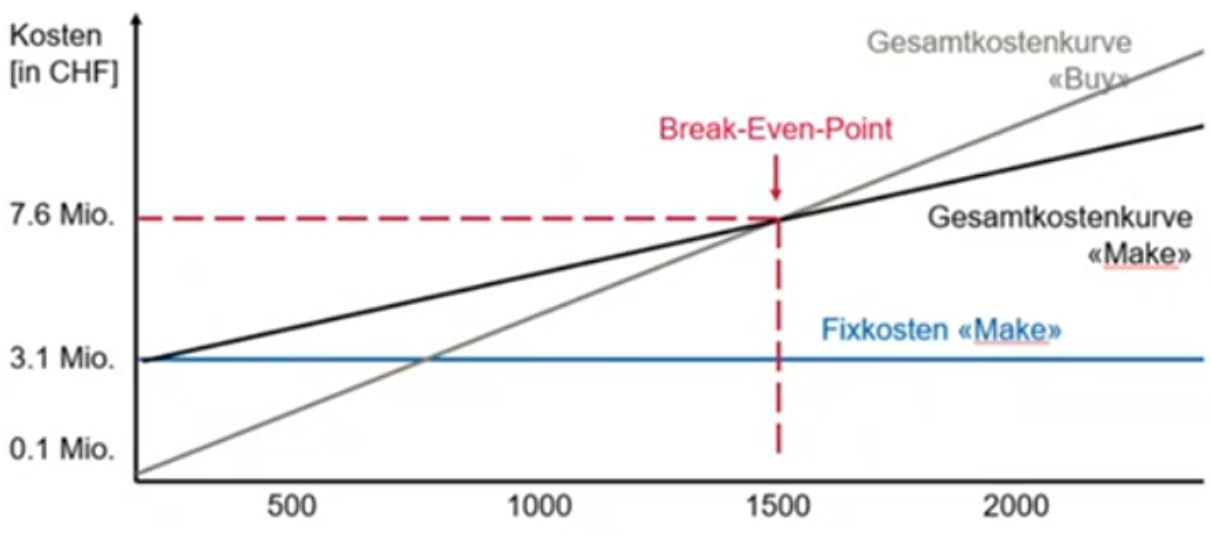 Kosten
[in CHF]
Gesamtkostenkurve
«Buy»
Break-Even-Point
7.6 Mio.
Gesamtkostenkurve
«Make»
Fixkosten «Make»
3.1 Mio.
0.1 Mio.
500 1000 1500 2000